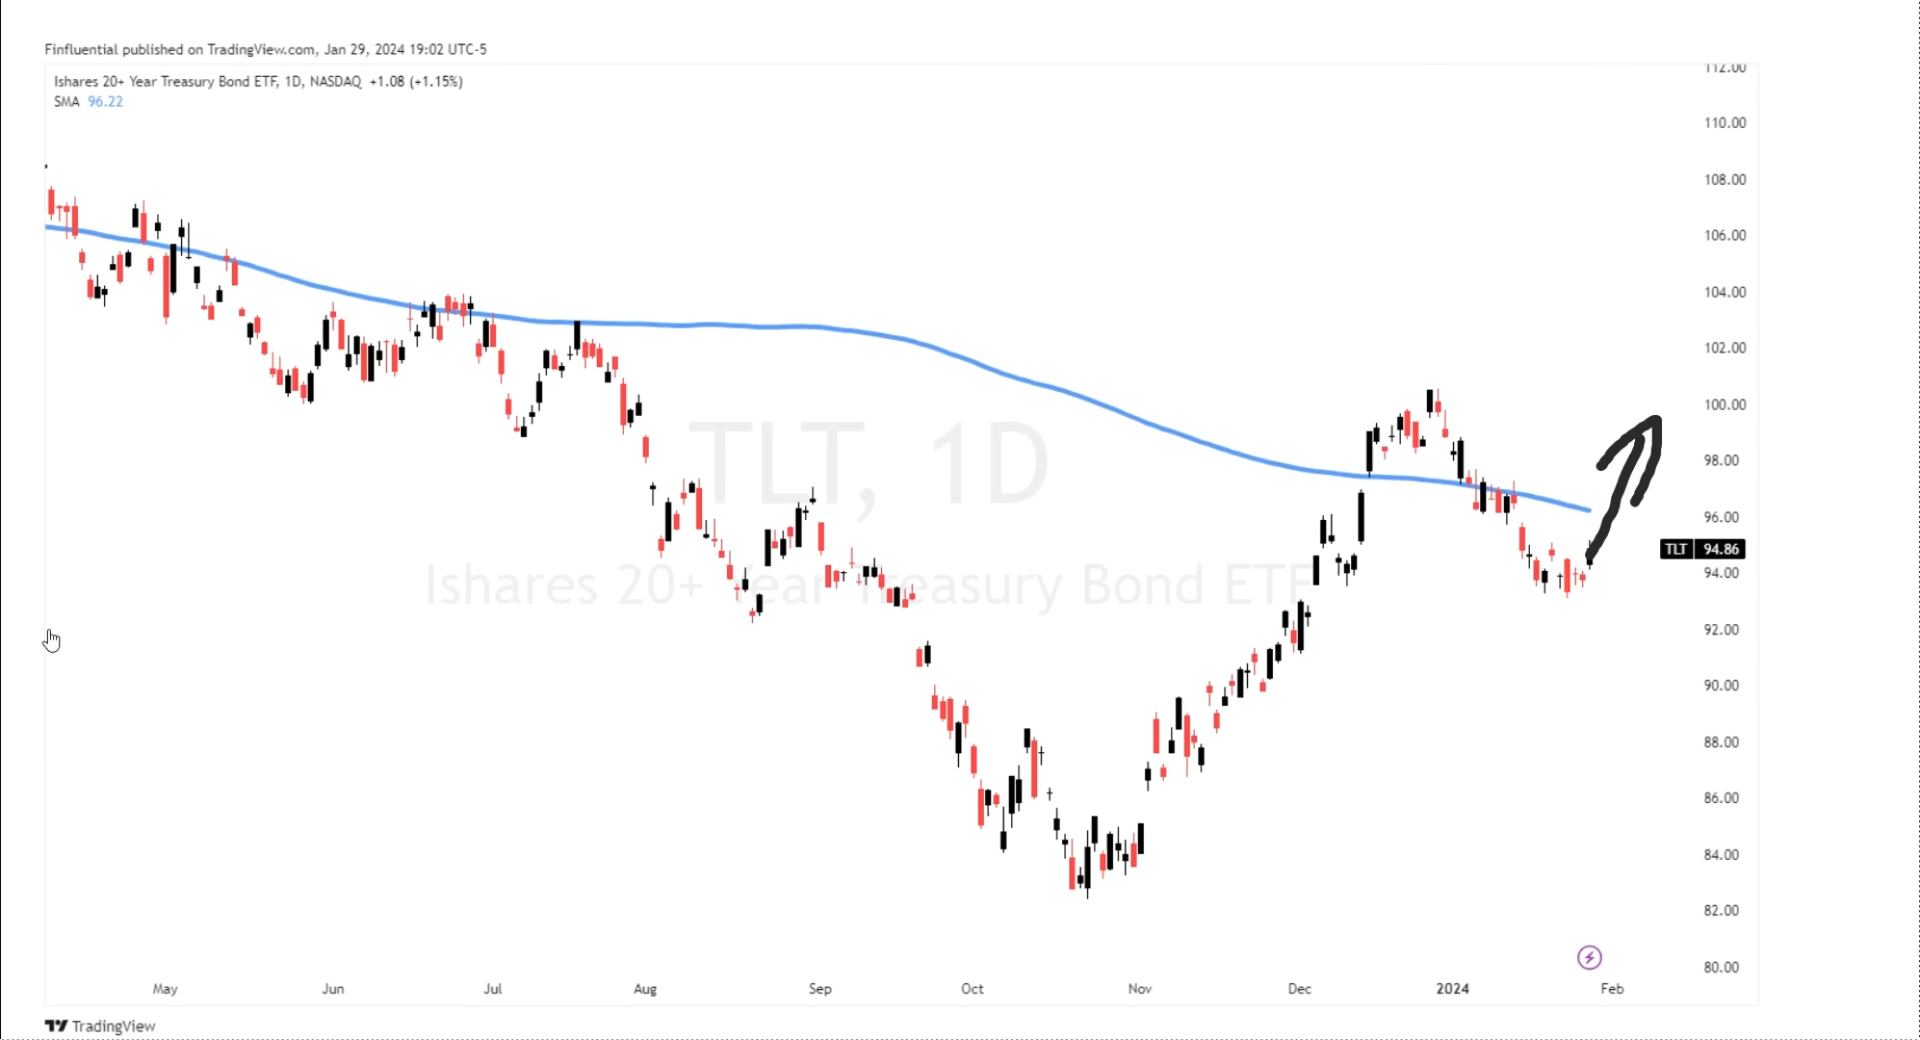 Finfluential published on TradingView.com, Jan 29, 2024 19:02 UTC-5
Ishares 20+ Year Treasury Bond ETF, 1D, NASDAQ +1.08 (+1.15%)
SMA 96.22
112.00
110.00
108.00
106.00
104.00
102.00
100.00
98.00
96.00
TLT 94.86
94.00
92.00
90.00
88.00
86.00
84.00
82.00
80.00
TLT, 1D
Ishares 20+ Year Treasury Bond ETF
May Jun Jul Aug Sep Oct Nov Dec 2024 Feb
TradingView